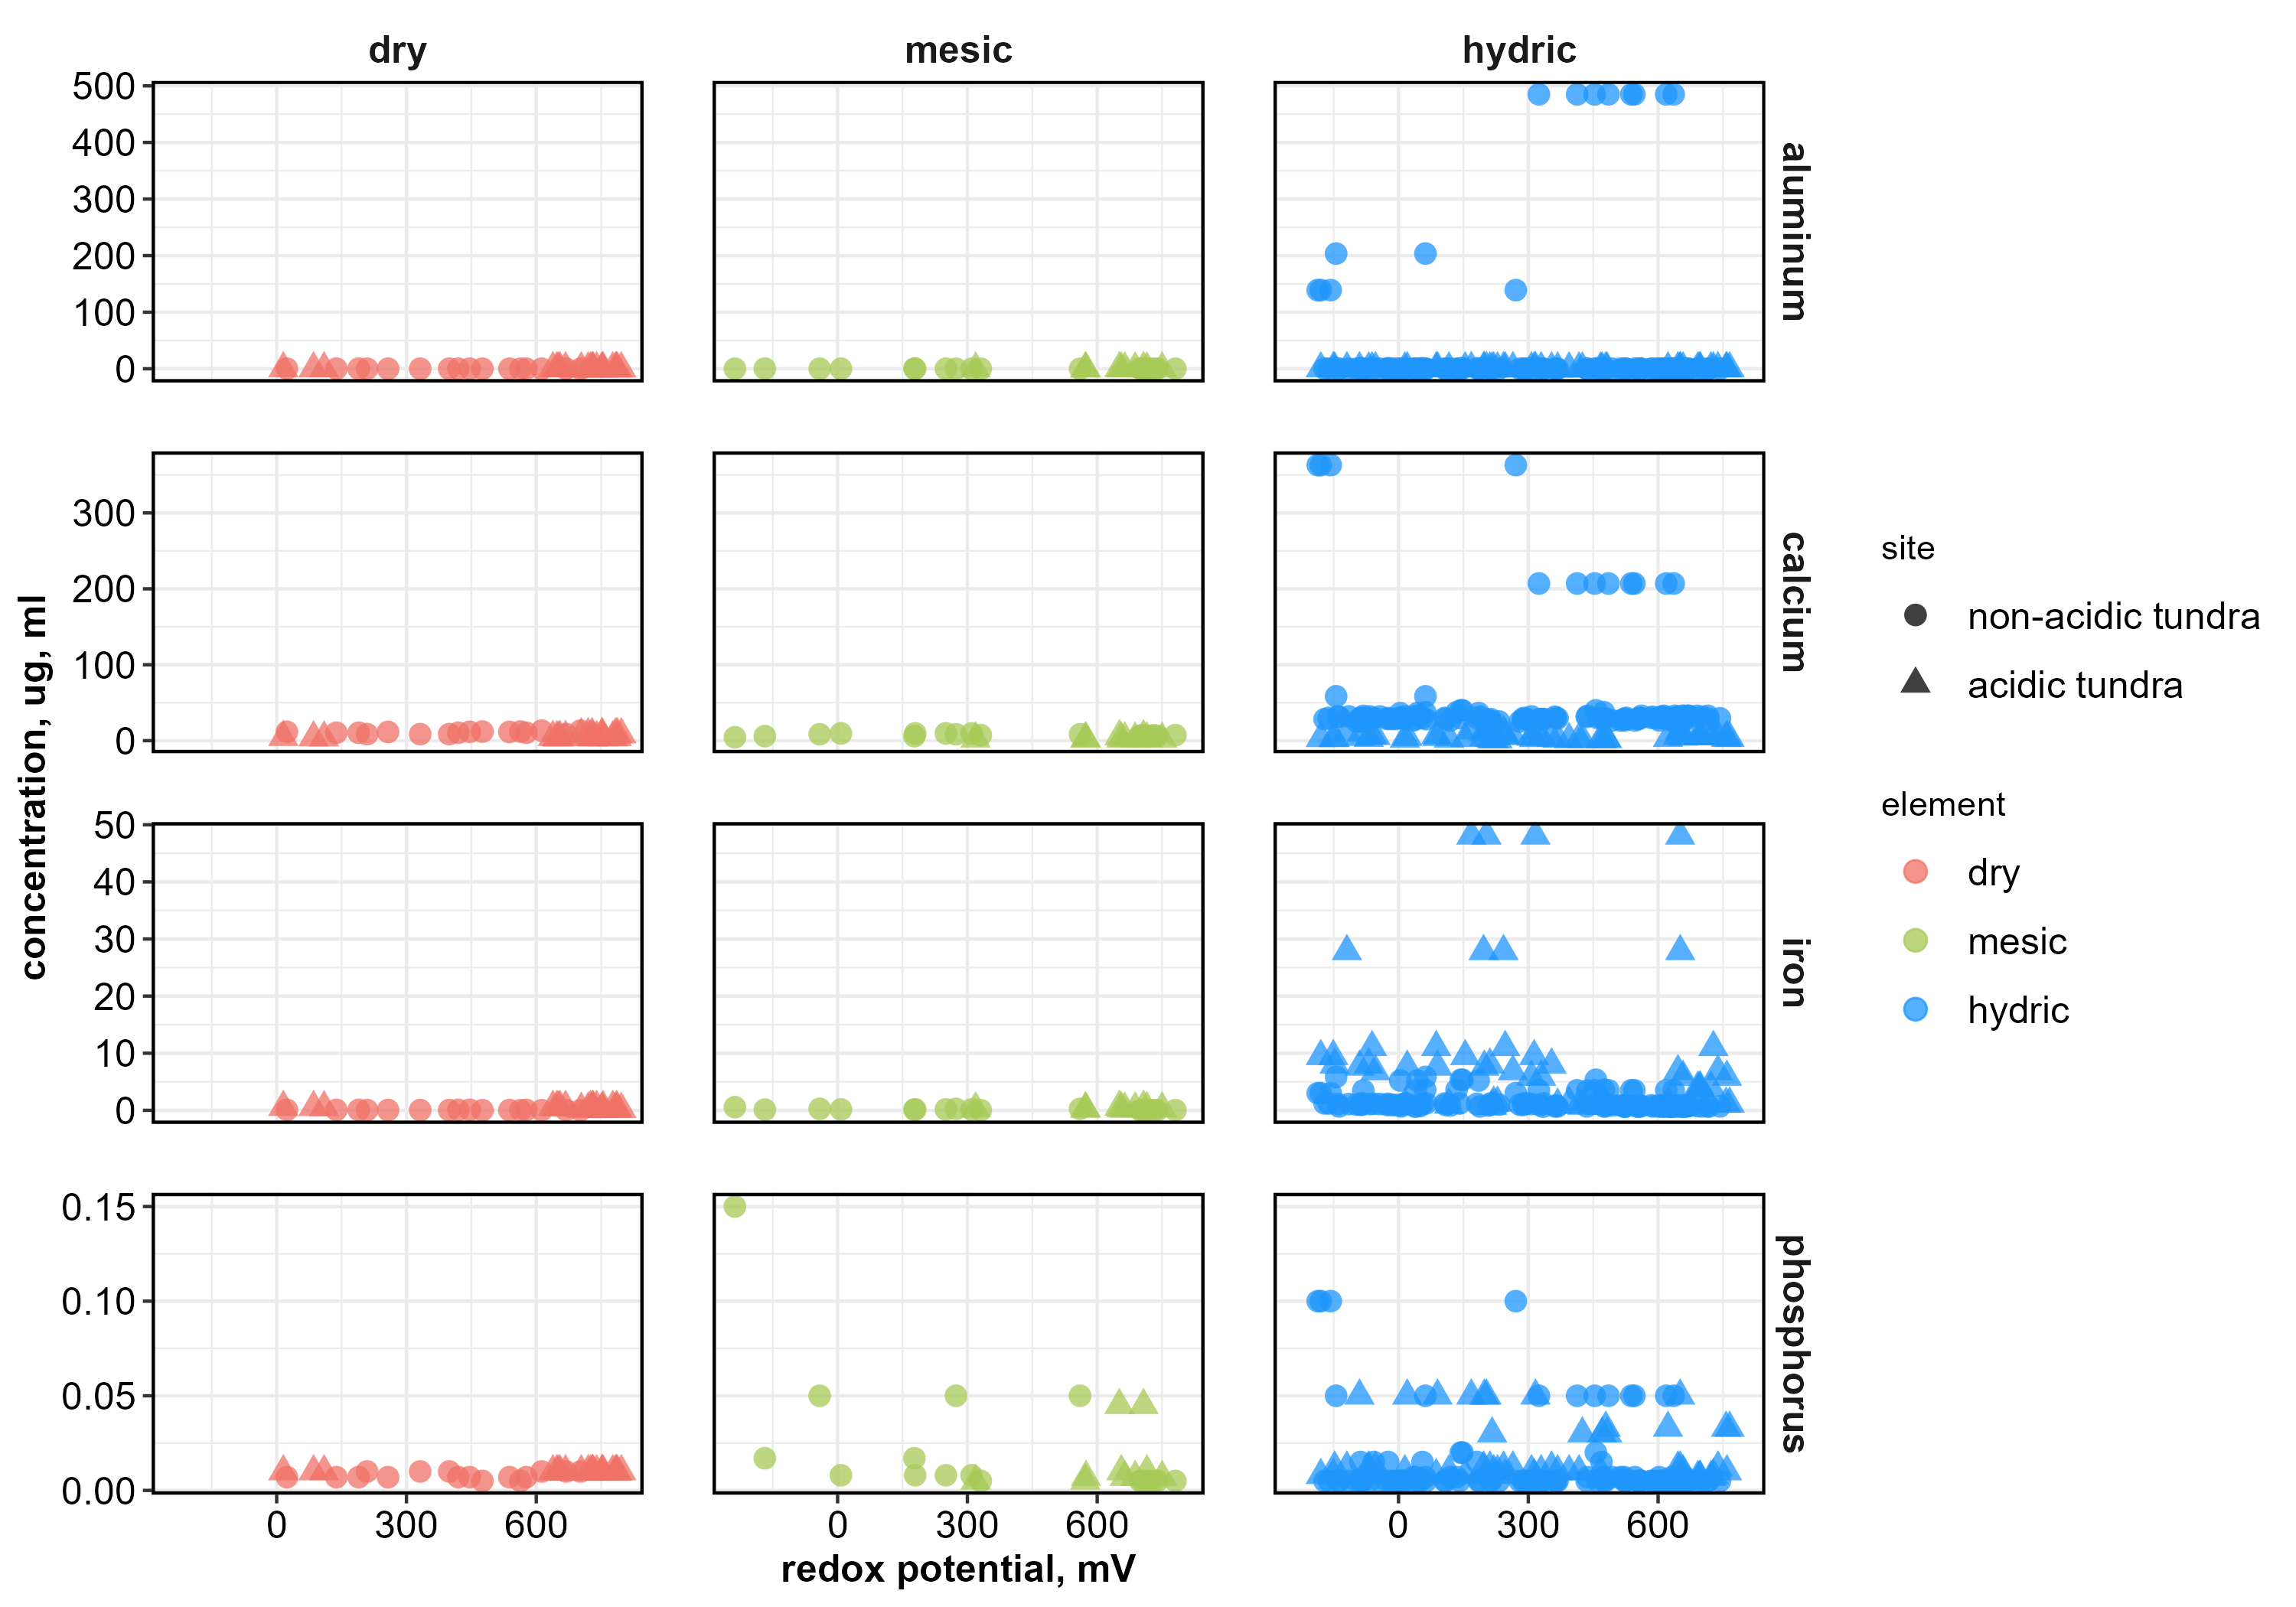 dry
mesic
hydric
500
400
300
200
100
0
aluminum
300
200
100
0
calcium
50
40
30
20
10
0
iron
0.15
0.10
0.05
0.00
phosphorus
0
300
600
0
300
600
0
300
600
redox potential, mV
concentration, ug, ml
site
non-acidic tundra
acidic tundra
element
dry
mesic
hydric